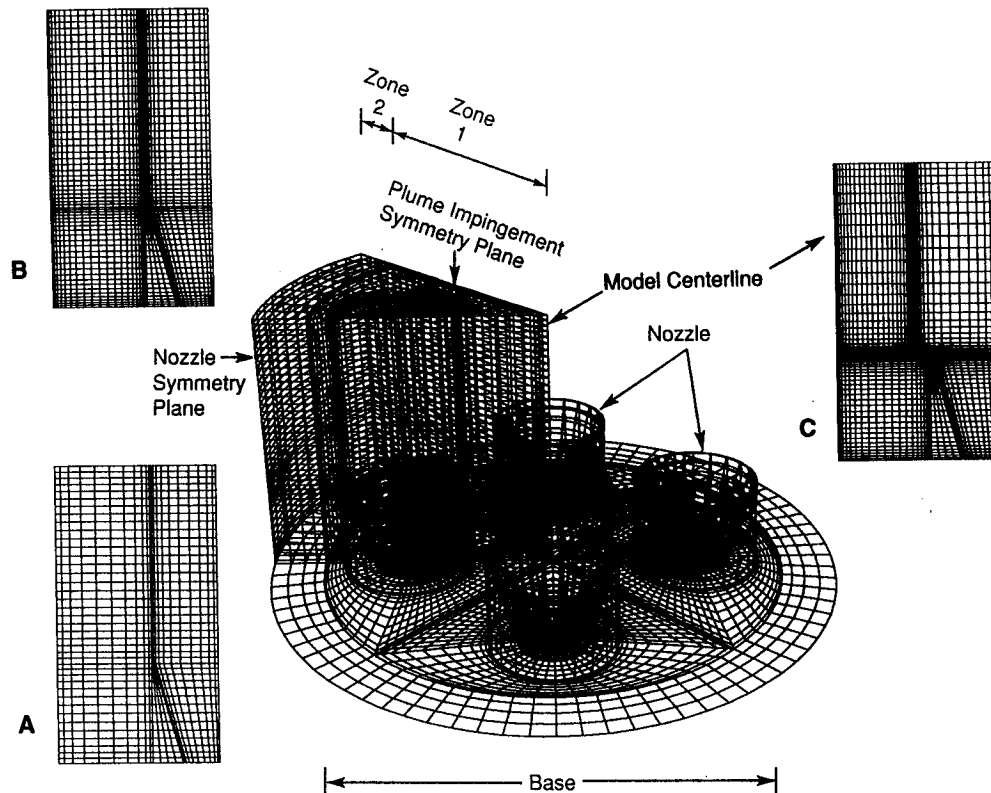 Zone
2
Zone
1
Plume Impingement
Symmetry Plane
B
Model Centerline
Nozzle
Nozzle
Symmetry
Plane
C
A
Base